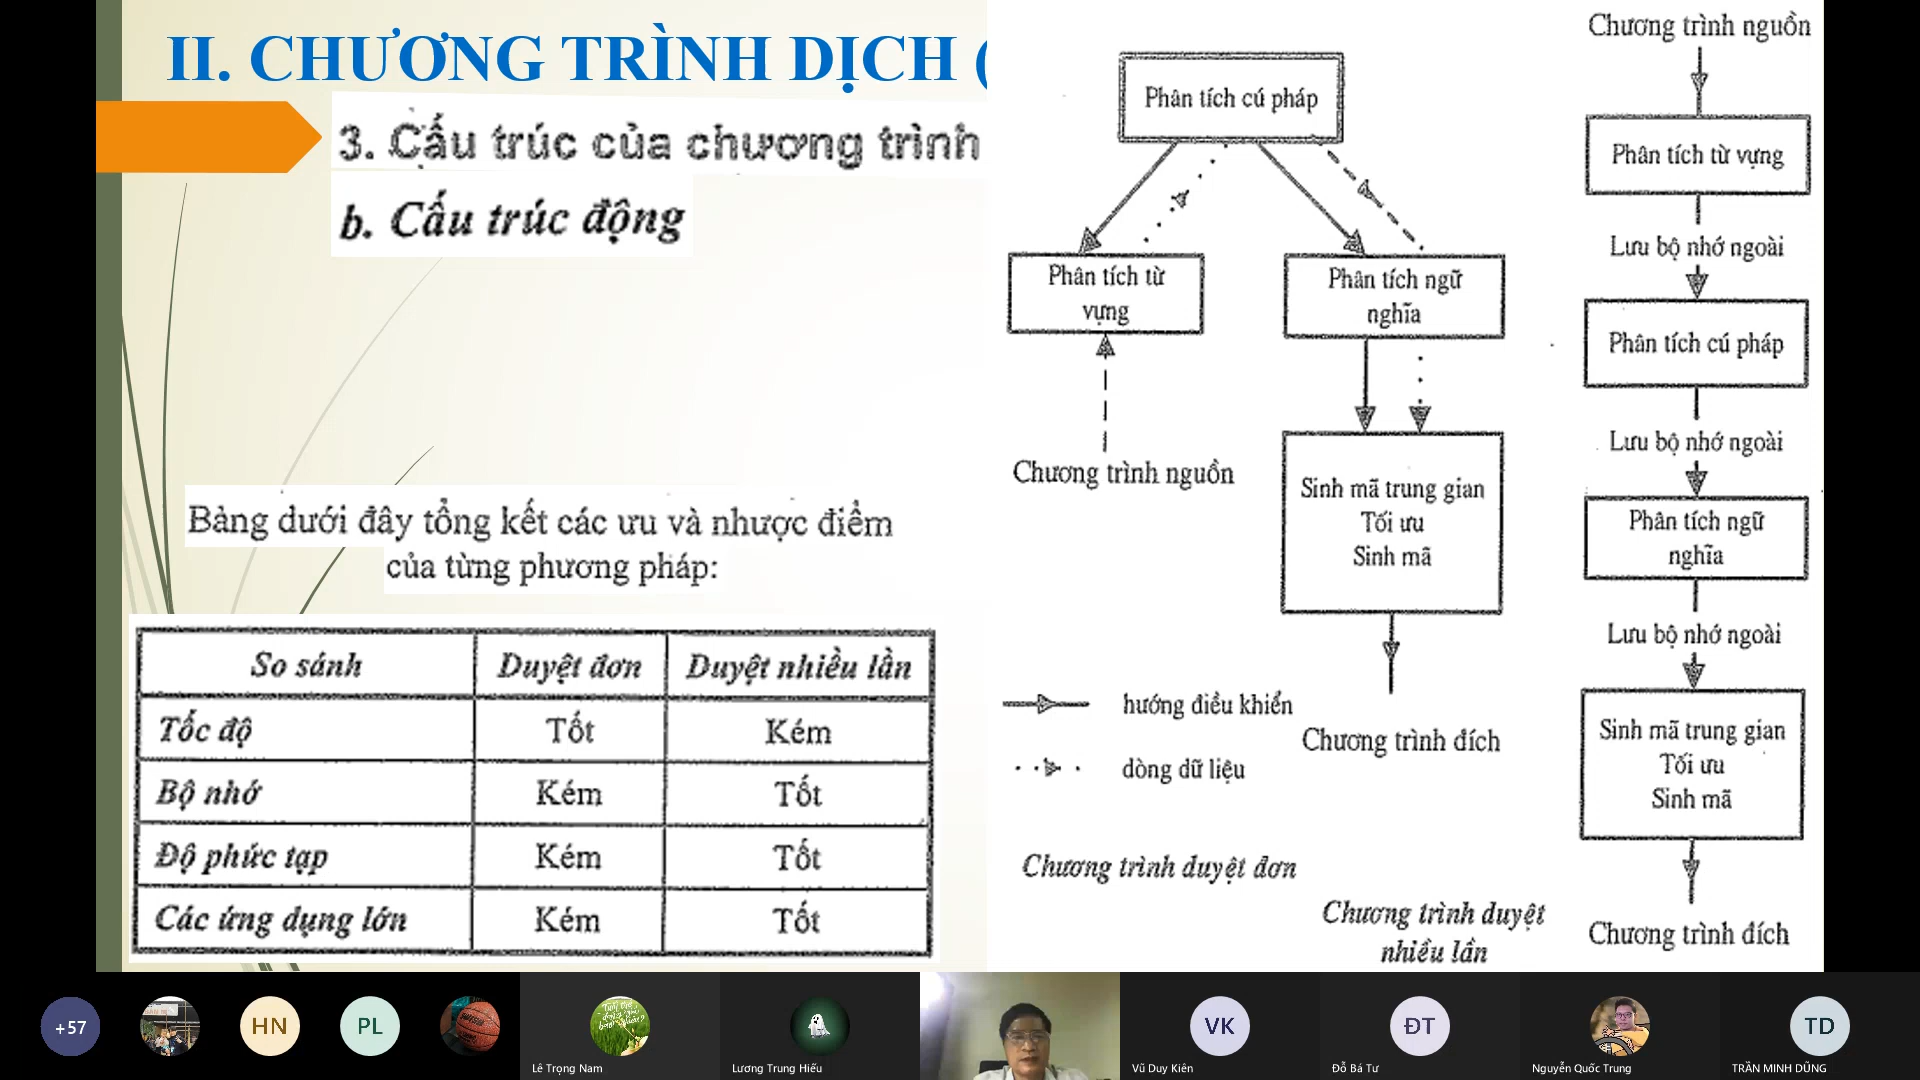 II. CHƯƠNG TRÌNH DỊCH (
3. Cấu trúc của chương trình
b. Cấu trúc động
Bảng dưới đây tổng kết các ưu và nhược điểm
của từng phương pháp:
So sánh Duyệt đơn Duyệt nhiều lần
Tốc độ Tốt Kém
Bộ nhớ Kém Tốt
Độ phức tạp Kém Tốt
Các ứng dụng lớn Kém Tốt
Phân tích cú pháp
Phân tích từ
vựng
Phân tích ngữ
nghĩa
Chương trình nguồn
Sinh mã trung gian
Tối ưu
Sinh mã
hướng điều khiển
dòng dữ liệu
Chương trình đích
Chương trình duyệt đơn
Chương trình nguồn
Phân tích từ vựng
Lưu bộ nhớ ngoài
Phân tích cú pháp
Lưu bộ nhớ ngoài
Phân tích ngữ
nghĩa
Lưu bộ nhớ ngoài
Sinh mã trung gian
Tối ưu
Sinh mã
Chương trình đích
Chương trình duyệt
nhiều lần
+57
HN
PL
Lê Trọng Nam
Lương Trung Hiếu
VK
Vũ Duy Kiên
ĐT
Đỗ Bá Tư
Nguyễn Quốc Trung
TD
TRẦN MINH DŨNG